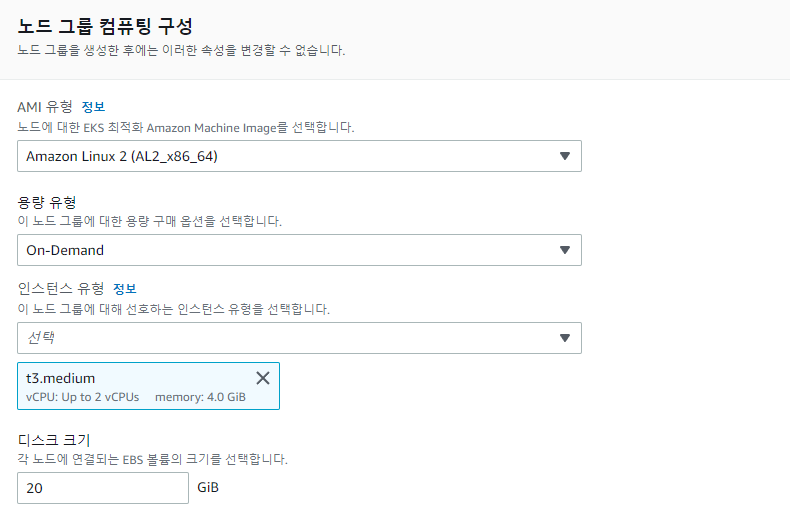 노드 그룹 컴퓨팅 구성
노드 그룹을 생성한 후에는 이러한 속성을 변경할 수 없습니다.
AMI 유형 정보
노드에 대한 EKS 최적화 Amazon Machine Image를 선택합니다.
Amazon Linux 2 (AL2_x86_64)
용량 유형
이 노드 그룹에 대한 용량 구매 옵션을 선택합니다.
On-Demand
인스턴스 유형 정보
이 노드 그룹에 대해 선호하는 인스턴스 유형을 선택합니다.
선택
t3.medium
vCPU: Up to 2 vCPUs memory: 4.0 GiB
디스크 크기
각 노드에 연결되는 EBS 볼륨의 크기를 선택합니다.
20 GiB